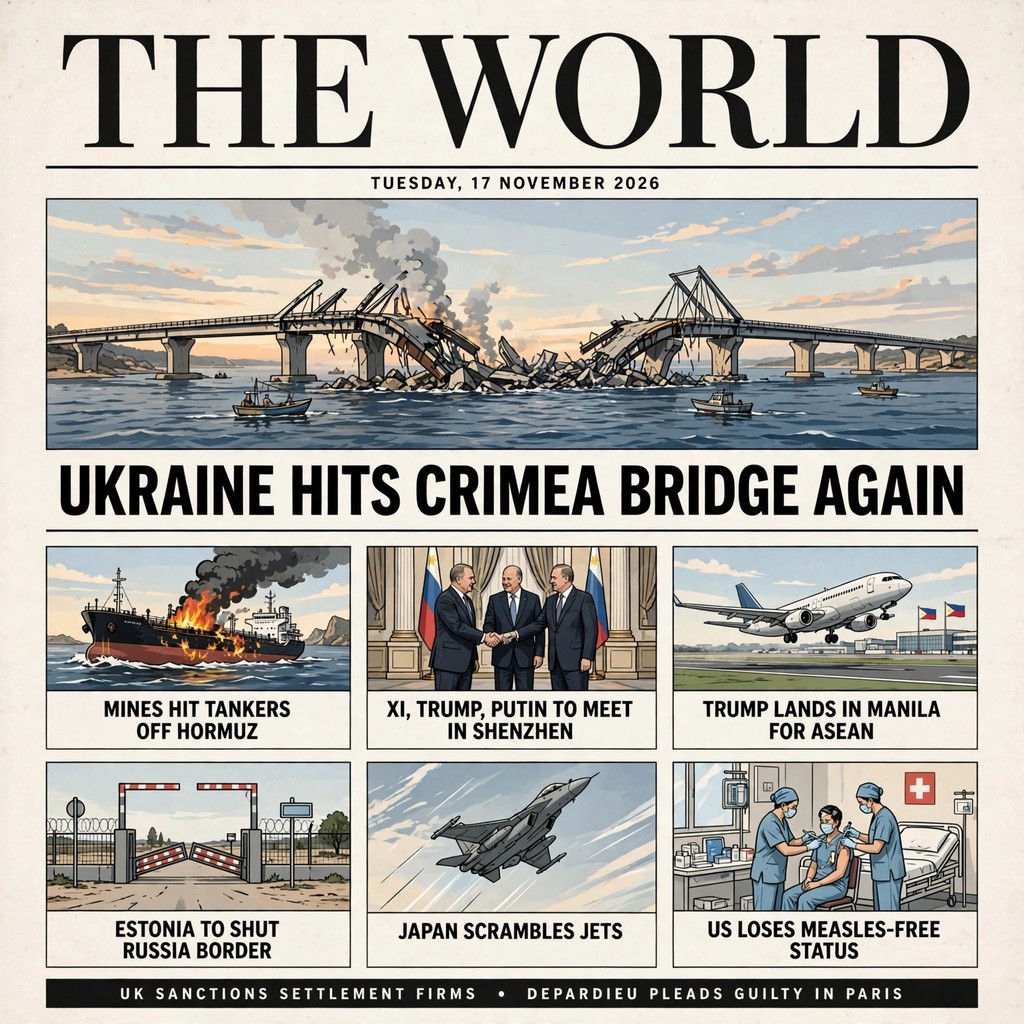 THE WORLD
TUESDAY, 17 NOVEMBER 2026
UKRAINE HITS CRIMEA BRIDGE AGAIN
MINES HIT TANKERS
OFF HORMUZ
XI, TRUMP, PUTIN TO MEET
IN SHENZHEN
TRUMP LANDS IN MANILA
FOR ASEAN
ESTONIA TO SHUT
RUSSIA BORDER
JAPAN SCRAMBLES JETS
US LOSES MEASLES-FREE
STATUS
UK SANCTIONS SETTLEMENT FIRMS • DEPARDIEU PLEADS GUILTY IN PARIS